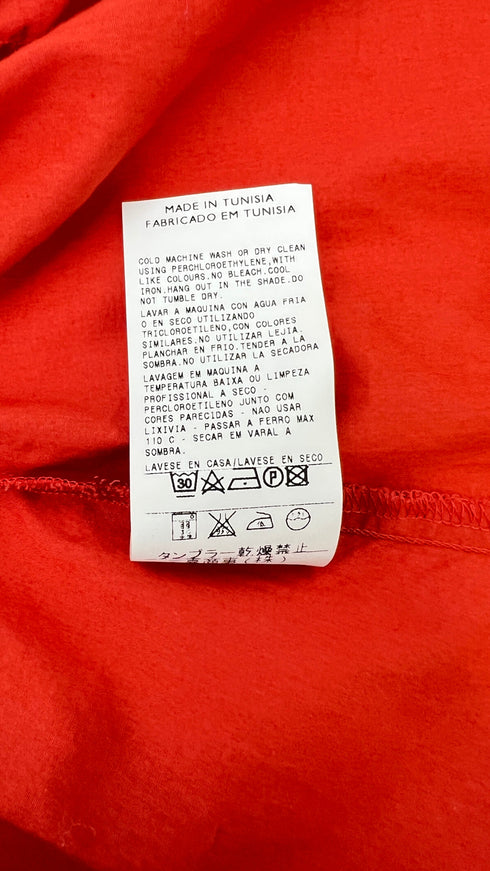 MADE IN TUNISIA
FABRICADO EM TUNISIA
COLD MACHINE WASH OR DRY CLEAN
USING PERCHLOROETHYLENE,WITH
LIKE COLOURS.NO BLEACH.COOL
IRON.HANG OUT IN THE SHADE.DO
NOT TUMBLE DRY.
LAVAR A MAQUINA CON AGUA FRIA
O EN SECO UTILIZANDO
TRICLOROETILENO,CON COLORES
SIMILARES.NO UTILIZAR LEJIA.
PLANCHAR EN FRIO.TENDER A LA
SOMBRA.NO UTILIZAR LA SECADORA
LAVAGEM EM MAQUINA A
TEMPERATURA BAIXA OU LIMPEZA
PROFISSIONAL A SECO -
PERCLOROETILENO JUNTO COM
CORES PARECIDAS - NAO USAR
LIXIVIA - PASSAR A FERRO MAX
110 C - SECAR EM VARAL A
SOMBRA.
LAVESE EN CASA/LAVESE EN SECO
30 P
タンブラー乾燥禁止